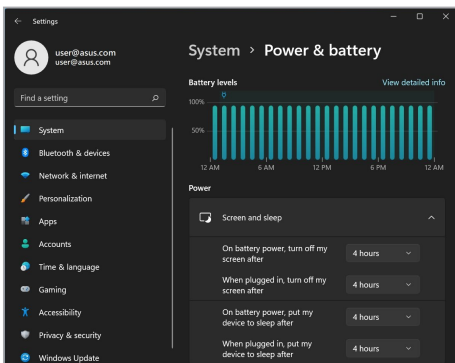 Settings
user@asus.com
user@asus.com
System > Power & battery
Find a setting
Battery levels
View detailed info
100%
50%
12 AM 6 AM 12 PM 6 PM 12 AM
System
Bluetooth & devices
Network & internet
Personalization
Apps
Accounts
Time & language
Gaming
Accessibility
Privacy & security
Windows Update
Power
Screen and sleep
On battery power, turn off my
screen after
4 hours
When plugged in, turn off my
screen after
4 hours
On battery power, put my
device to sleep after
4 hours
When plugged in, put my
device to sleep after
4 hours